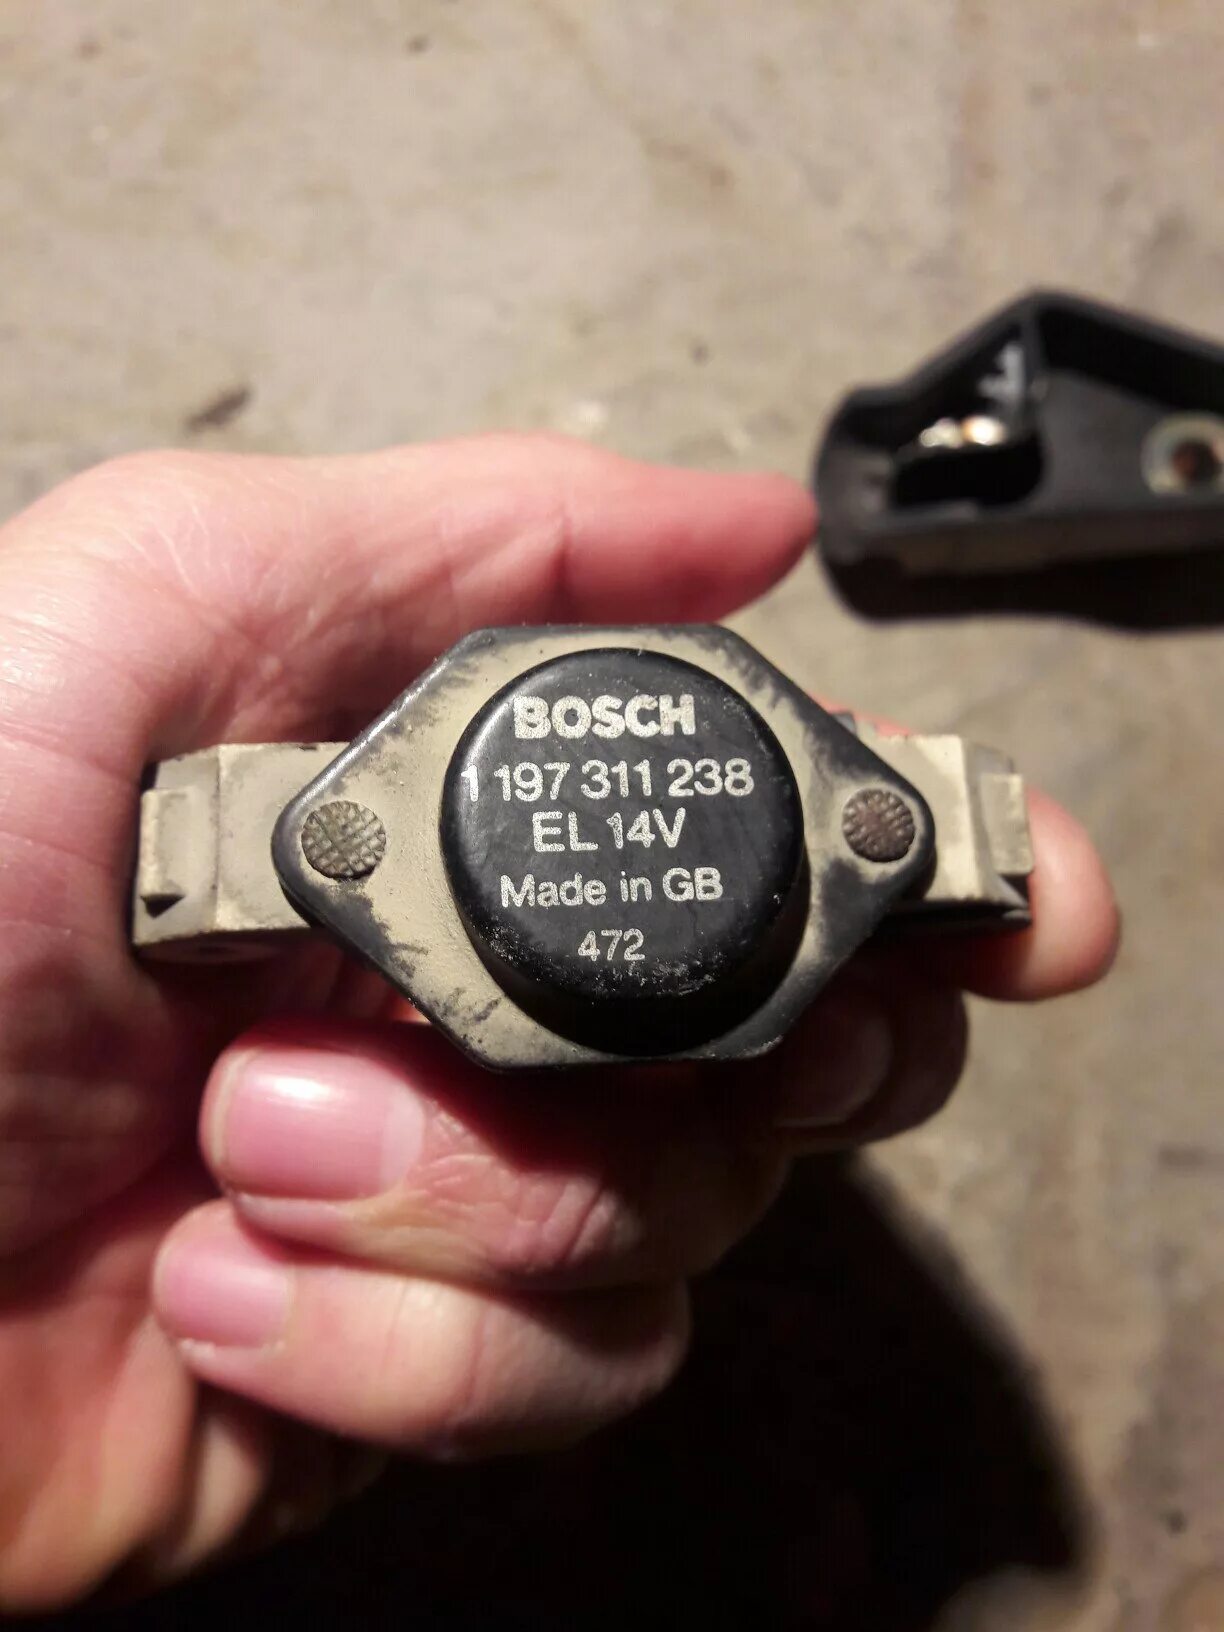 BOSCH
1 197 311 238
EL 14V
Made in GB
472